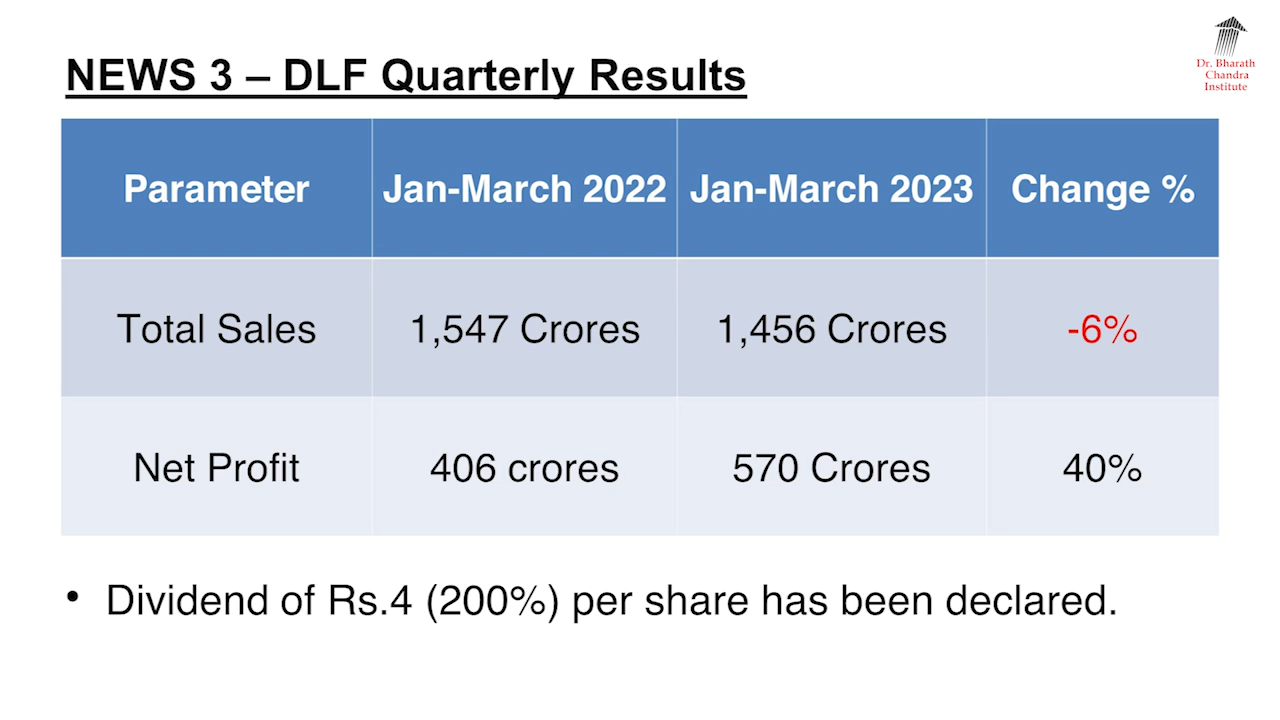 NEWS 3 – DLF Quarterly Results
Dr. Bharath
Chandra
Institute
Parameter Jan-March 2022 Jan-March 2023 Change %
Total Sales 1,547 Crores 1,456 Crores -6%
Net Profit 406 crores 570 Crores 40%
• Dividend of Rs.4 (200%) per share has been declared.